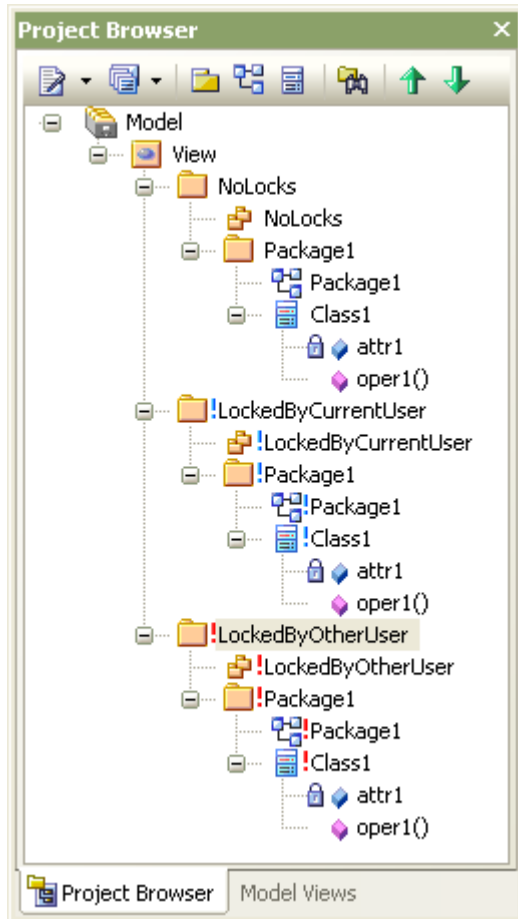 Project Browser
Model
View
NoLocks
NoLocks
Package1
Package1
Class1
attr1
oper1()
!LockedByCurrentUser
!LockedByCurrentUser
!Package1
!Package1
!Class1
attr1
oper1()
!LockedByOtherUser
!LockedByOtherUser
!Package1
!Package1
!Class1
attr1
oper1()
Project Browser Model Views